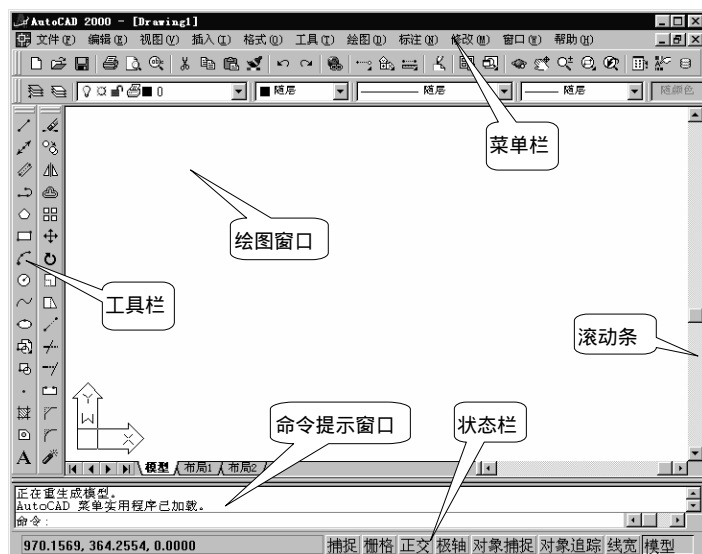 AutoCAD 2000 - [Drawing1]
文件(F) 编辑(E) 视图(V) 插入(I) 格式(O) 工具(T) 绘图(D) 标注(N) 修改(M) 窗口(W) 帮助(H)
0 随层 随层 随层 随颜色
菜单栏
绘图窗口
工具栏
滚动条
Y
W
X
命令提示窗口
状态栏
A
模型 布局1 布局2
正在重生成模型。
AutoCAD 菜单实用程序已加载。
命令:
970.1569, 364.2554, 0.0000 捕捉 栅格 正交 极轴 对象捕捉 对象追踪 线宽 模型